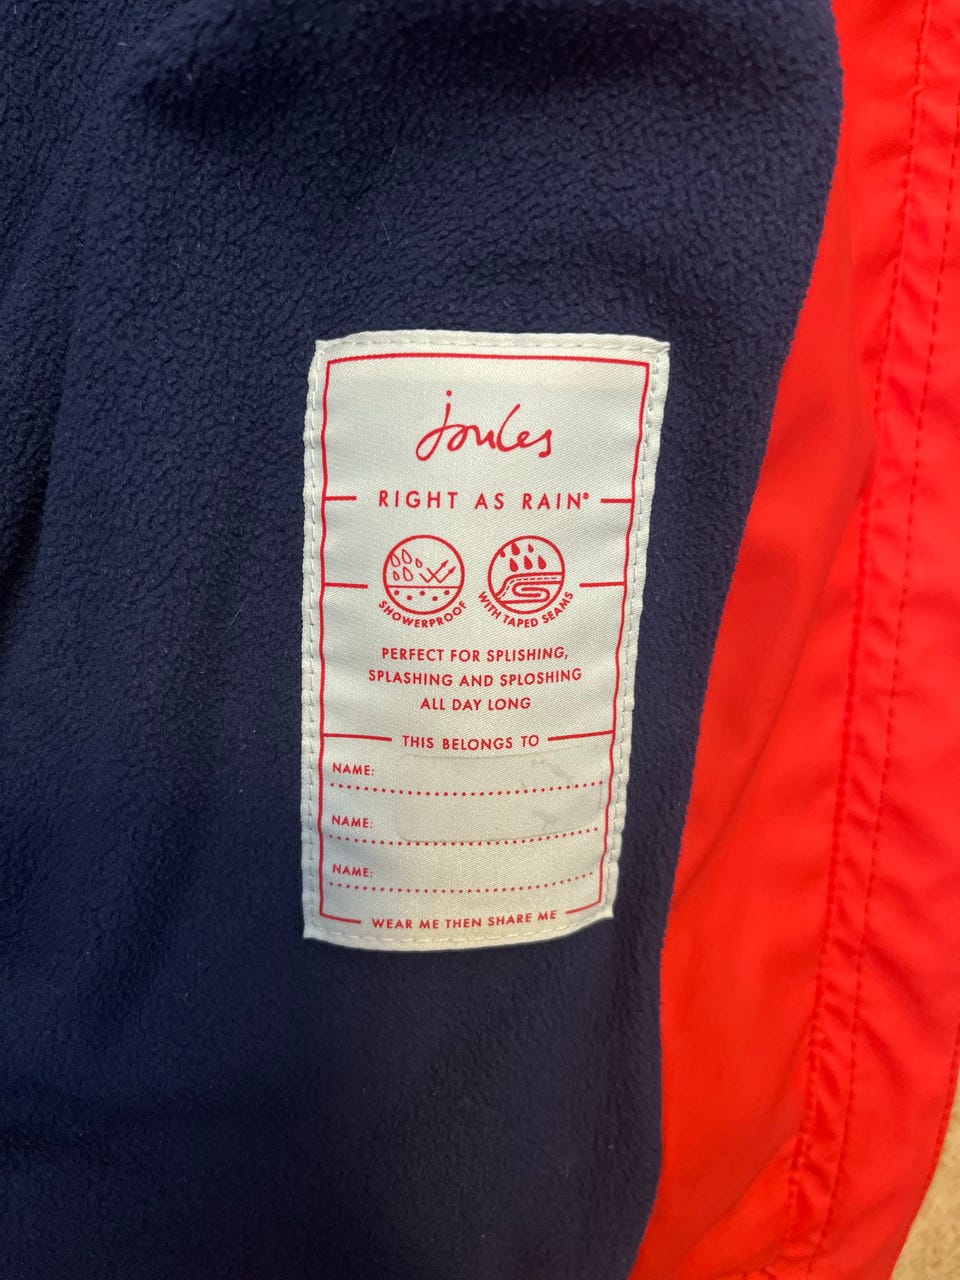 joules
RIGHT AS RAIN®
SHOWERPROOF
WITH TAPED SEAMS
PERFECT FOR SPLISHING,
SPLASHING AND SPLOSHING
ALL DAY LONG
THIS BELONGS TO
NAME:
NAME:
NAME:
WEAR ME THEN SHARE ME